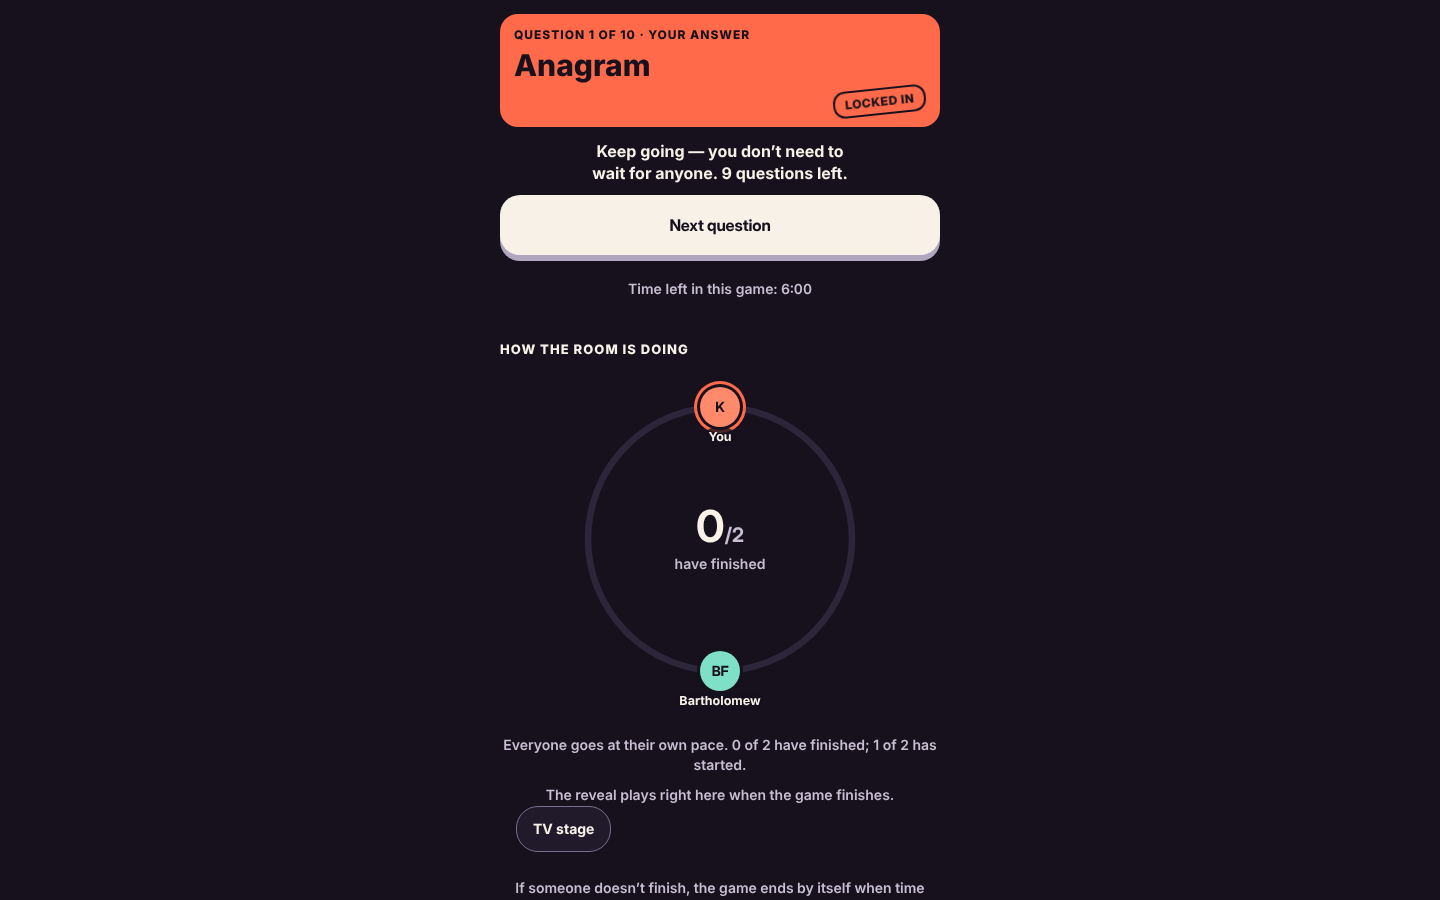 QUESTION 1 OF 10 · YOUR ANSWER
Anagram
LOCKED IN
Keep going — you don’t need to
wait for anyone. 9 questions left.
Next question
Time left in this game: 6:00
HOW THE ROOM IS DOING
K
You
0/2
have finished
BF
Bartholomew
Everyone goes at their own pace. 0 of 2 have finished; 1 of 2 has
started.
The reveal plays right here when the game finishes.
TV stage
If someone doesn’t finish, the game ends by itself when time